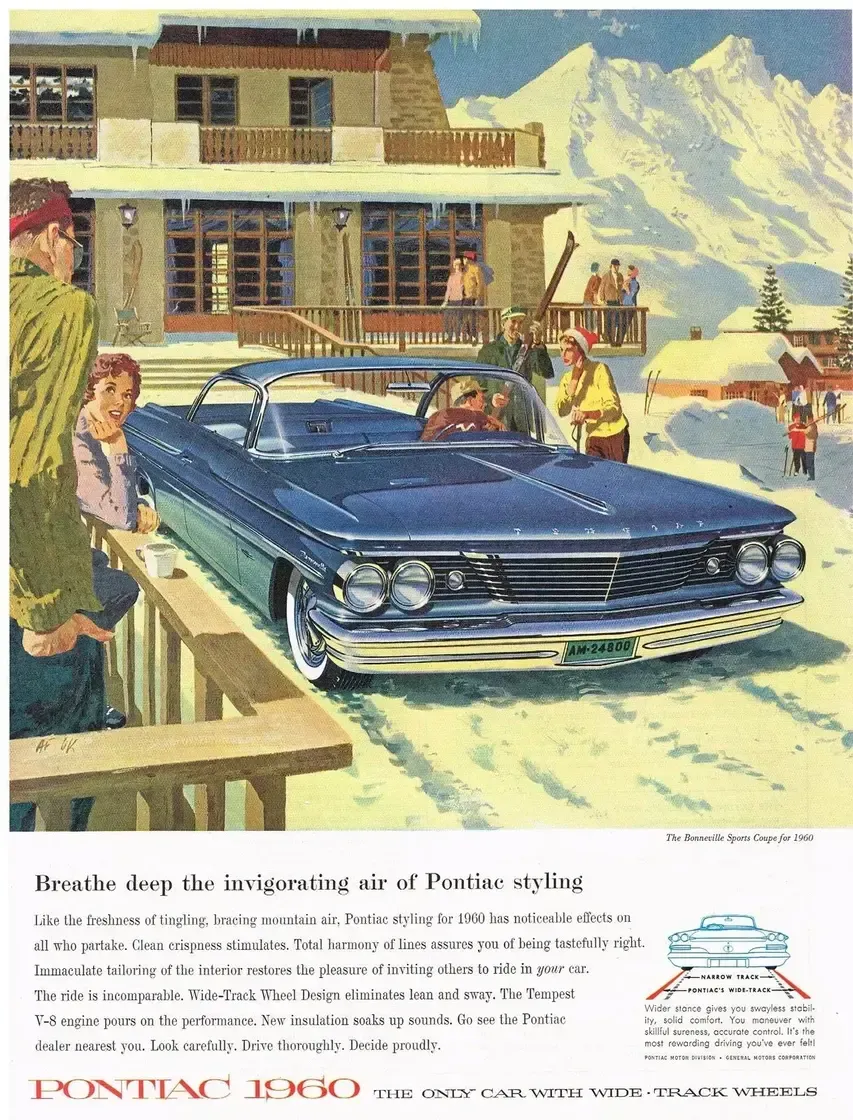 PONTIAC
Bonneville
AM·24800
AF VK
The Bonneville Sports Coupe for 1960
Breathe deep the invigorating air of Pontiac styling
Like the freshness of tingling, bracing mountain air, Pontiac styling for 1960 has noticeable effects on
all who partake. Clean crispness stimulates. Total harmony of lines assures you of being tastefully right.
Immaculate tailoring of the interior restores the pleasure of inviting others to ride in your car.
The ride is incomparable. Wide-Track Wheel Design eliminates lean and sway. The Tempest
V-8 engine pours on the performance. New insulation soaks up sounds. Go see the Pontiac
dealer nearest you. Look carefully. Drive thoroughly. Decide proudly.
NARROW TRACK
PONTIAC'S WIDE-TRACK
Wider stance gives you swayless stabil-
ity, solid comfort. You maneuver with
skillful sureness, accurate control. It's the
most rewarding driving you've ever felt!
PONTIAC MOTOR DIVISION • GENERAL MOTORS CORPORATION
PONTIAC 1960 THE ONLY CAR WITH WIDE·TRACK WHEELS